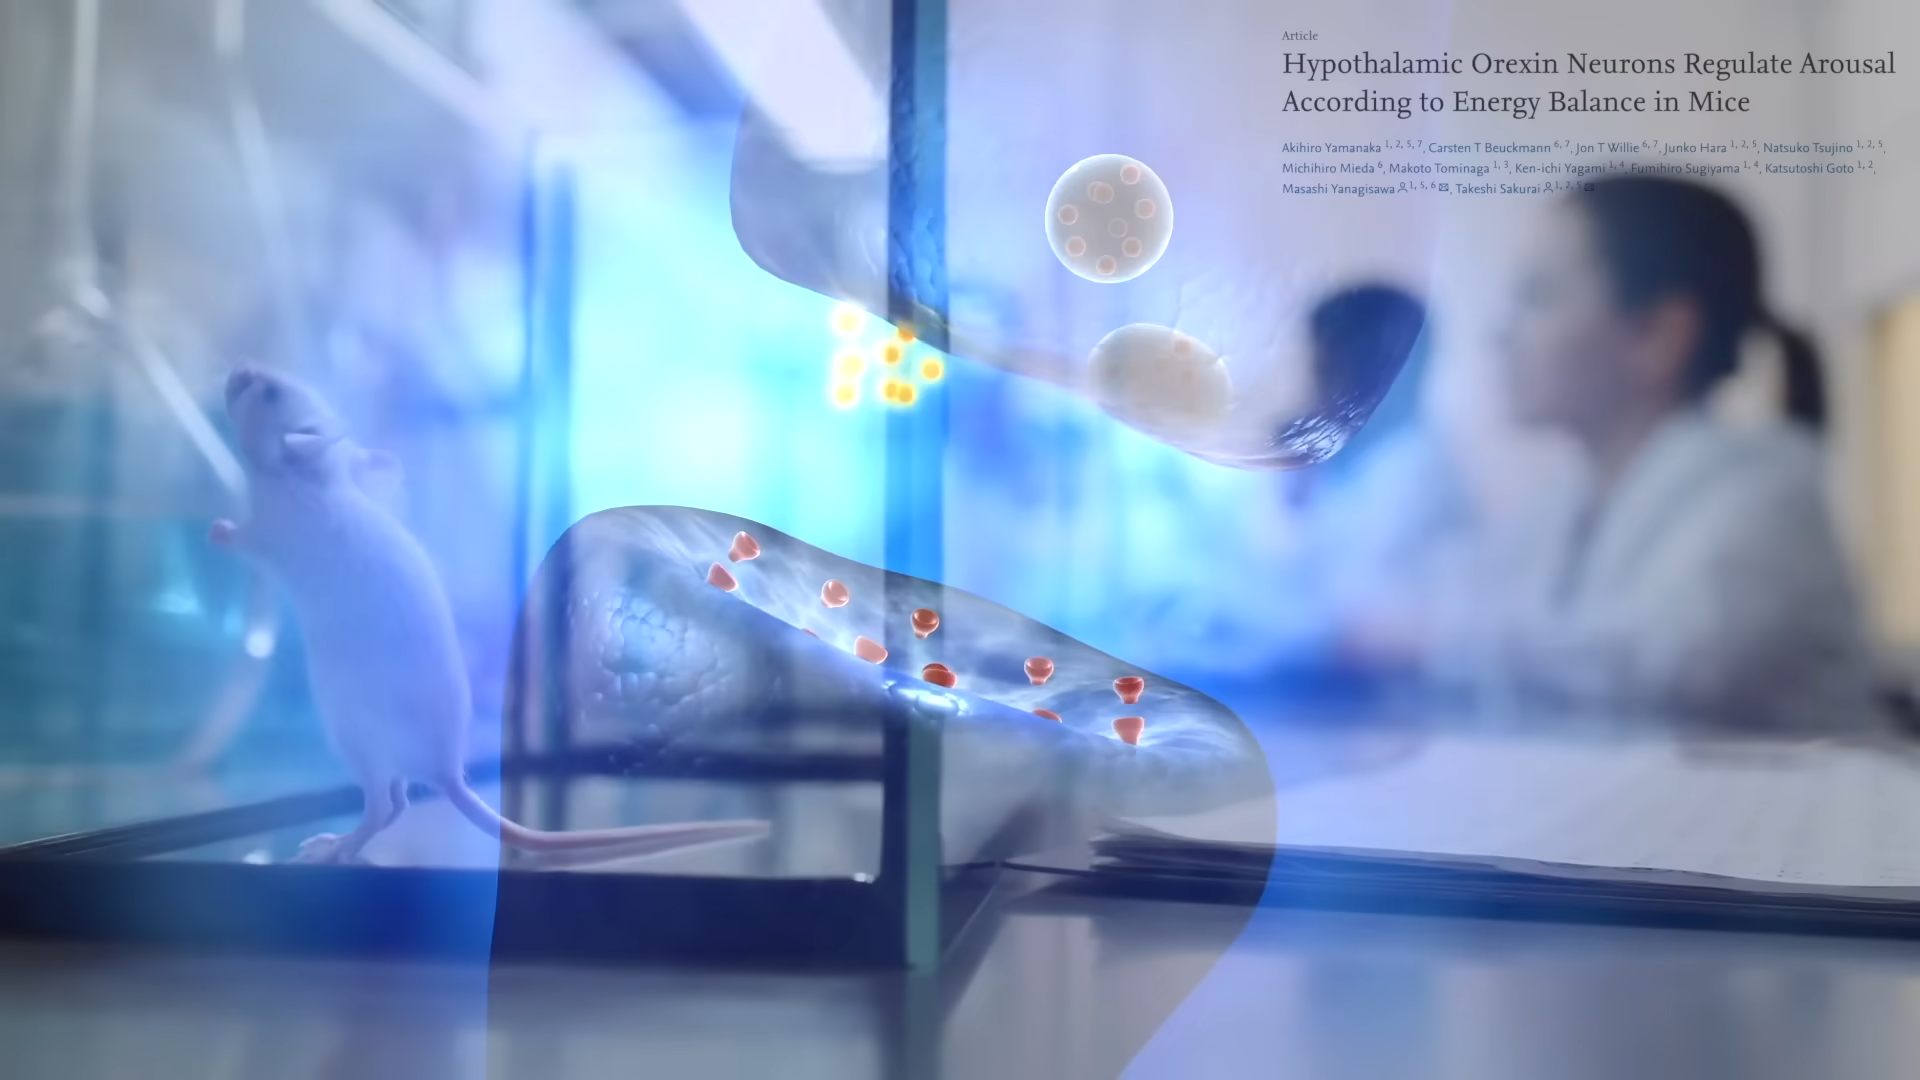 Article
Hypothalamic Orexin Neurons Regulate Arousal
According to Energy Balance in Mice
Akihiro Yamanaka 1, 2, 5, 7, Carsten T Beuckmann 6, 7, Jon T Willie 6, 7, Junko Hara 1, 2, 5, Natsuko Tsujino 1, 2, 5,
Michihiro Mieda 6, Makoto Tominaga 1, 3, Ken-ichi Yagami 1, 4, Fumihiro Sugiyama 1, 4, Katsutoshi Goto 1, 2,
Masashi Yanagisawa 1, 5, 6, Takeshi Sakurai 1, 2, 5